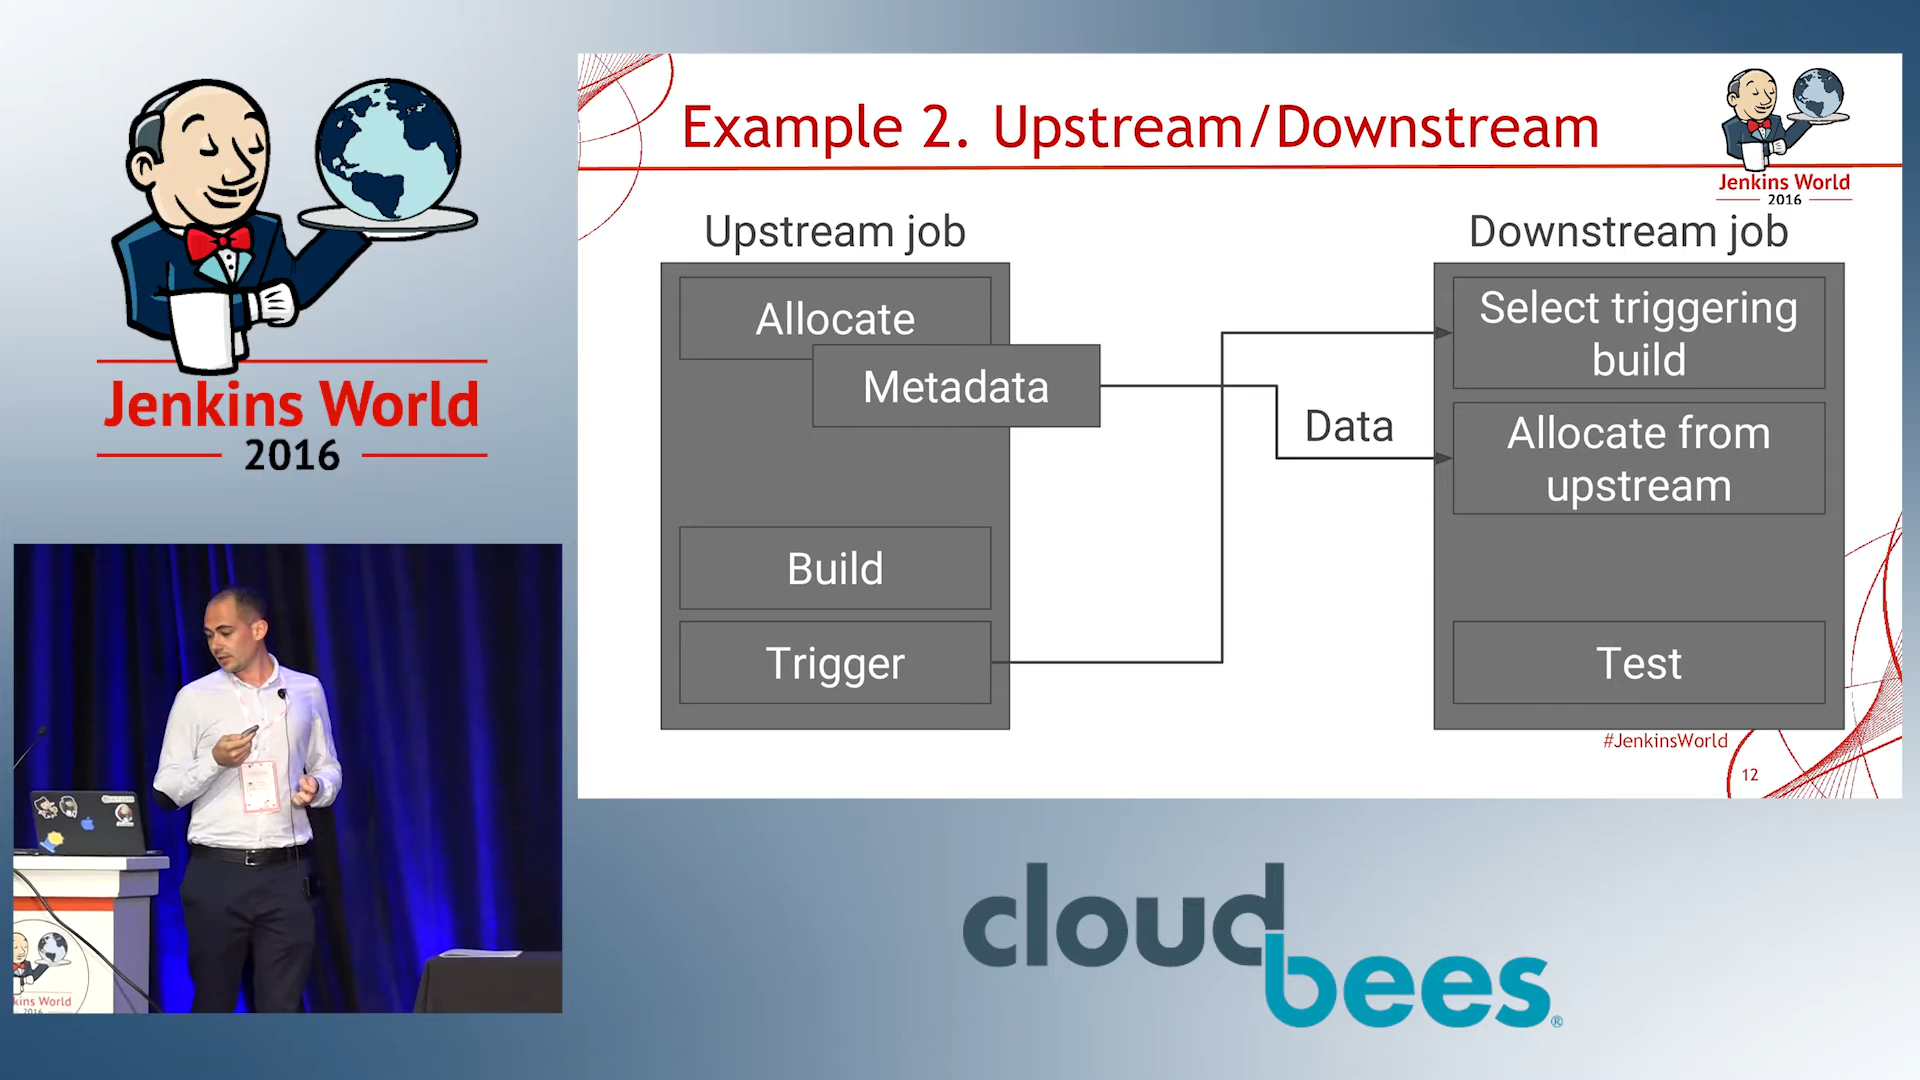 Jenkins World
2016
Example 2. Upstream/Downstream
Jenkins World
2016
Upstream job
Allocate
Metadata
Build
Trigger
Data
Downstream job
Select triggering
build
Allocate from
upstream
Test
#JenkinsWorld
12
kins World
2016
cloudbees®